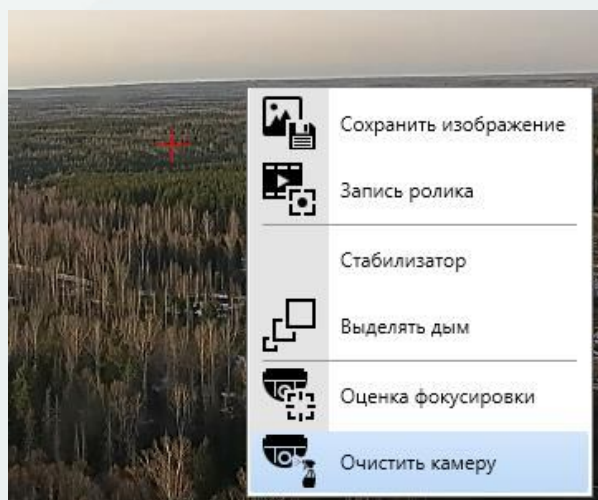 Сохранить изображение
Запись ролика
Стабилизатор
Выделять дым
Оценка фокусировки
Очистить камеру